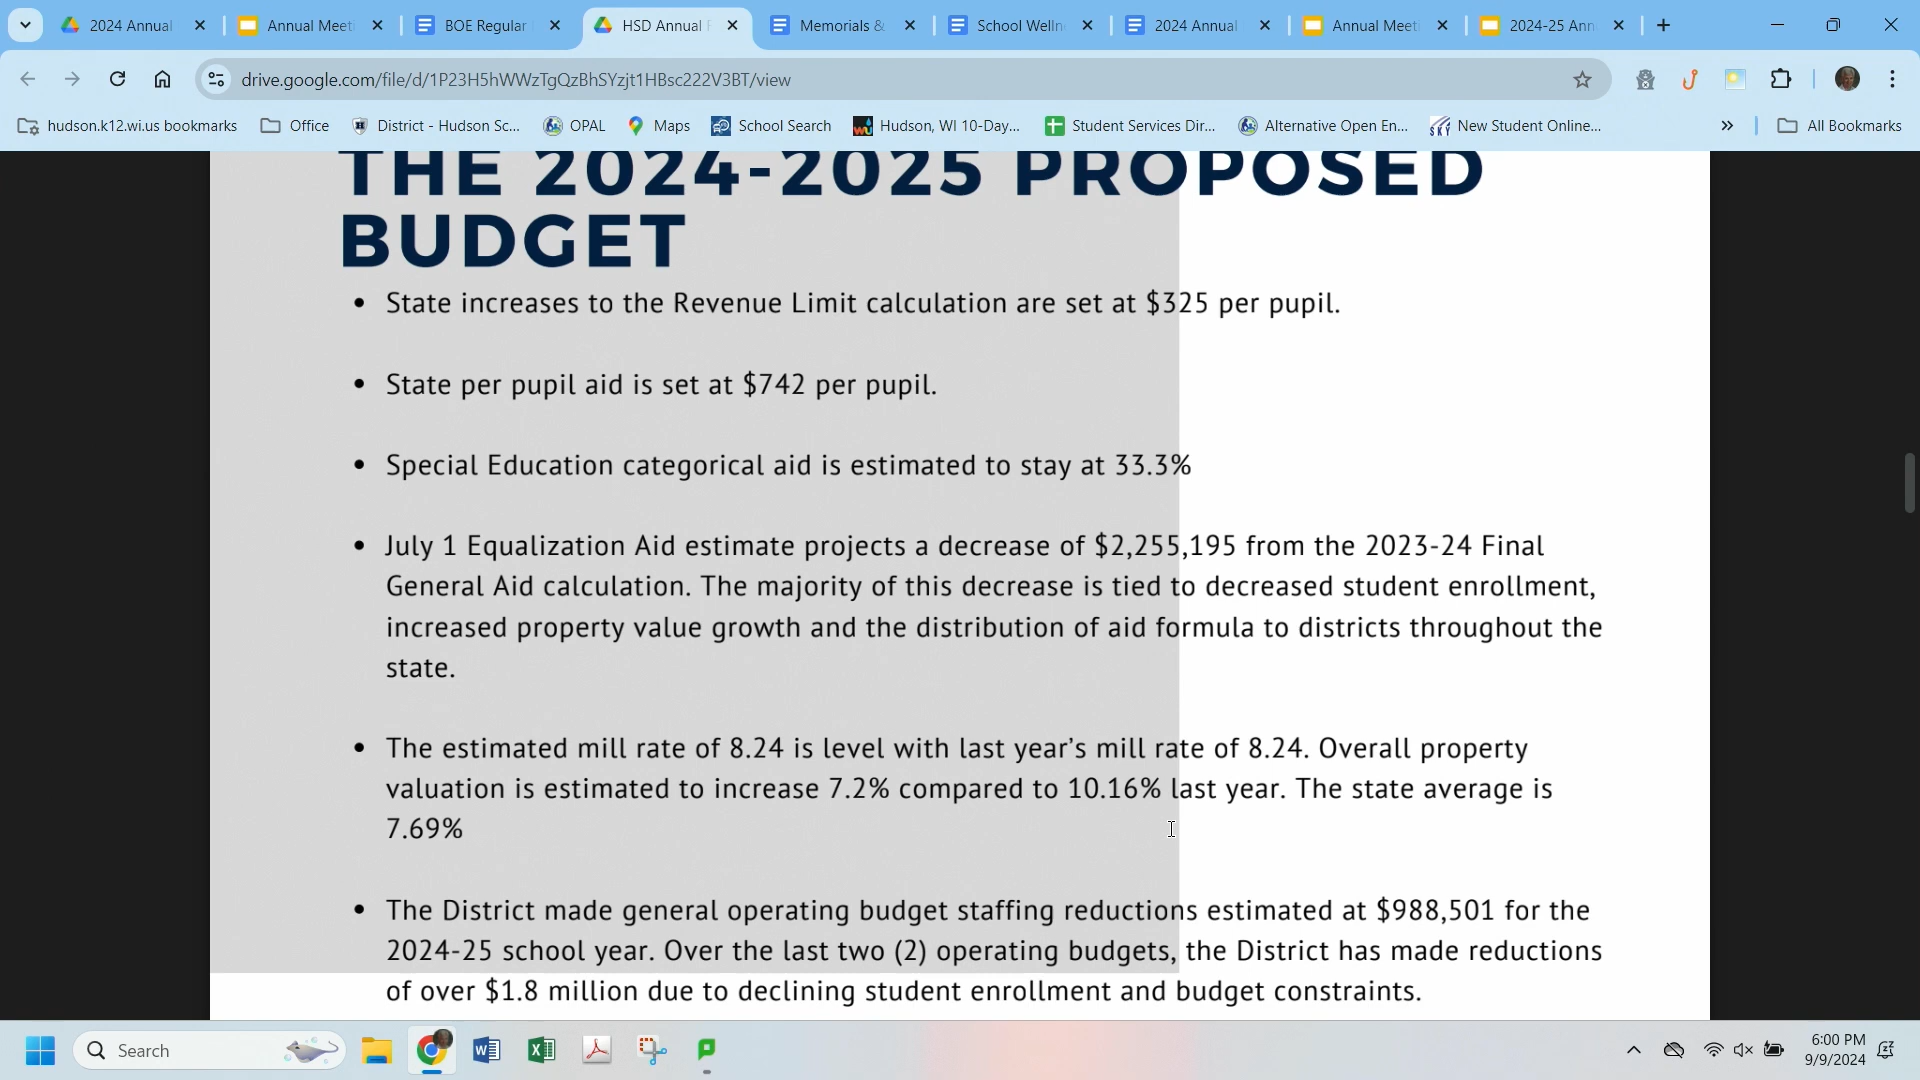 2024 Annual
Annual Meeti
BOE Regular
HSD Annual
Memorials &
School Welln
2024 Annual
Annual Meeti
2024-25 Ann
drive.google.com/file/d/1P23H5hWWzTgQzBhSYzjt1HBsc222V3BT/view
hudson.k12.wi.us bookmarks
Office
District - Hudson Sc...
OPAL
Maps
School Search
Hudson, WI 10-Day...
Student Services Dir...
Alternative Open En...
New Student Online...
All Bookmarks
THE 2024-2025 PROPOSED
BUDGET
• State increases to the Revenue Limit calculation are set at $325 per pupil.
• State per pupil aid is set at $742 per pupil.
• Special Education categorical aid is estimated to stay at 33.3%
• July 1 Equalization Aid estimate projects a decrease of $2,255,195 from the 2023-24 Final
General Aid calculation. The majority of this decrease is tied to decreased student enrollment,
increased property value growth and the distribution of aid formula to districts throughout the
state.
• The estimated mill rate of 8.24 is level with last year’s mill rate of 8.24. Overall property
valuation is estimated to increase 7.2% compared to 10.16% last year. The state average is
7.69%
• The District made general operating budget staffing reductions estimated at $988,501 for the
2024-25 school year. Over the last two (2) operating budgets, the District has made reductions
of over $1.8 million due to declining student enrollment and budget constraints.
Search
6:00 PM
9/9/2024